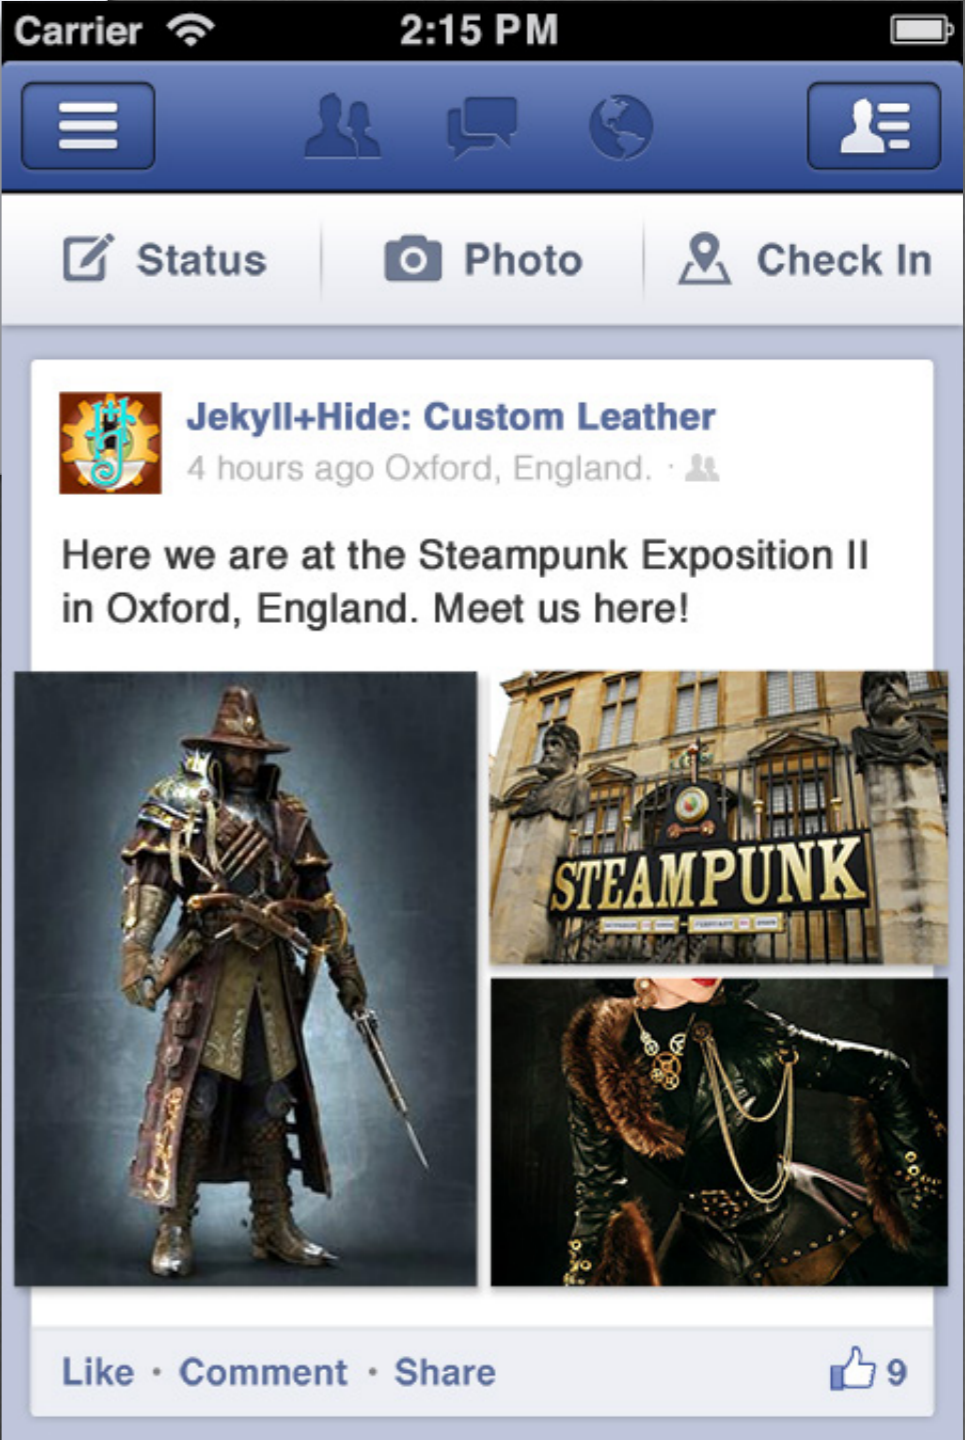 Carrier 2:15 PM
Status Photo Check In
Jekyll+Hide: Custom Leather
4 hours ago Oxford, England. ·
Here we are at the Steampunk Exposition II
in Oxford, England. Meet us here!
STEAMPUNK
Like · Comment · Share 9